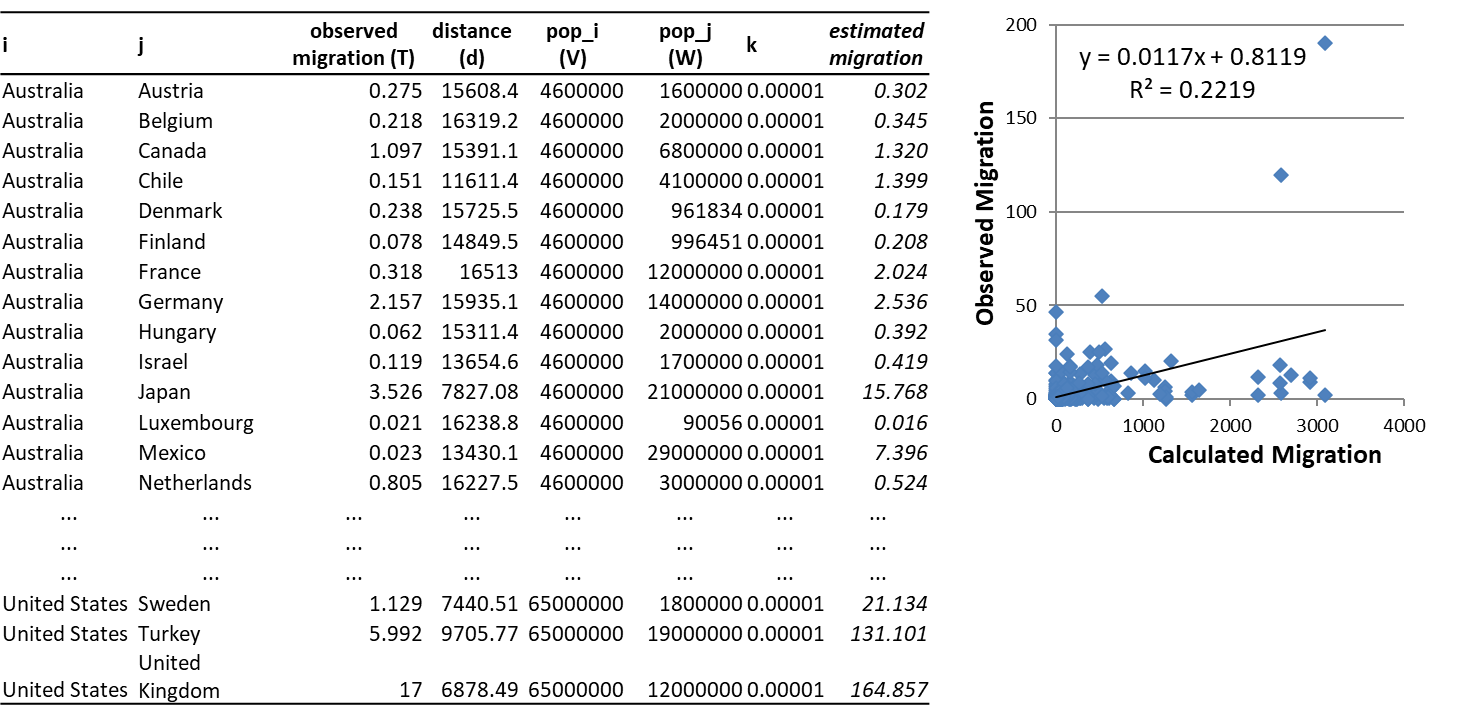 i j observed migration (T) distance (d) pop_i (V) pop_j (W) k estimated migration
Australia Austria 0.275 15608.4 4600000 1600000 0.00001 0.302
Australia Belgium 0.218 16319.2 4600000 2000000 0.00001 0.345
Australia Canada 1.097 15391.1 4600000 6800000 0.00001 1.320
Australia Chile 0.151 11611.4 4600000 4100000 0.00001 1.399
Australia Denmark 0.238 15725.5 4600000 961834 0.00001 0.179
Australia Finland 0.078 14849.5 4600000 996451 0.00001 0.208
Australia France 0.318 16513 4600000 12000000 0.00001 2.024
Australia Germany 2.157 15935.1 4600000 14000000 0.00001 2.536
Australia Hungary 0.062 15311.4 4600000 2000000 0.00001 0.392
Australia Israel 0.119 13654.6 4600000 1700000 0.00001 0.419
Australia Japan 3.526 7827.08 4600000 21000000 0.00001 15.768
Australia Luxembourg 0.021 16238.8 4600000 90056 0.00001 0.016
Australia Mexico 0.023 13430.1 4600000 29000000 0.00001 7.396
Australia Netherlands 0.805 16227.5 4600000 3000000 0.00001 0.524
... ... ... ... ... ... ... ...
... ... ... ... ... ... ... ...
... ... ... ... ... ... ... ...
United States Sweden 1.129 7440.51 65000000 1800000 0.00001 21.134
United States Turkey 5.992 9705.77 65000000 19000000 0.00001 131.101
United
United States Kingdom 17 6878.49 65000000 12000000 0.00001 164.857
200
y = 0.0117x + 0.8119
R² = 0.2219
150
100
50
0
Observed Migration
0 1000 2000 3000 4000
Calculated Migration